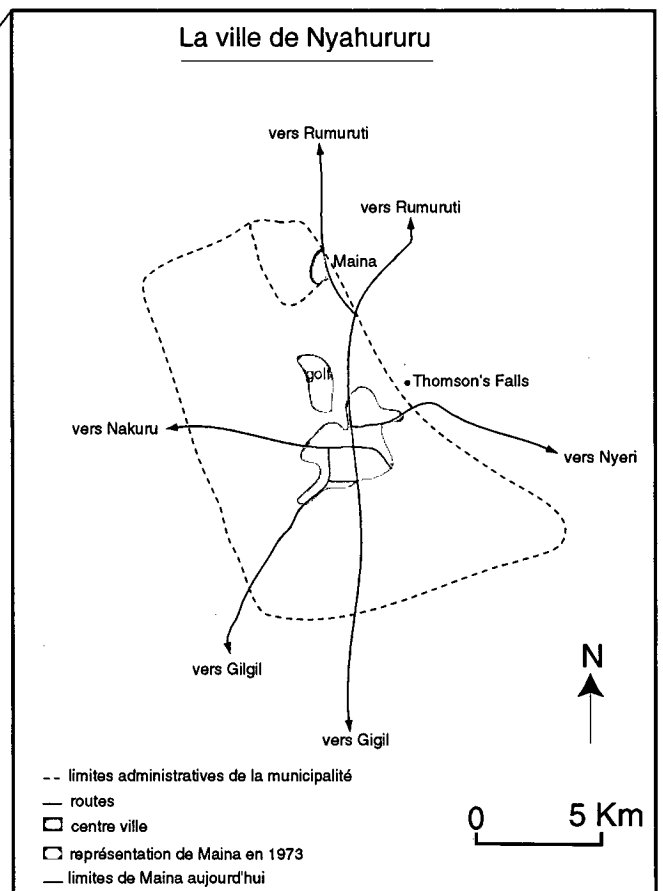 La ville de Nyahururu
vers Rumuruti
vers Rumuruti
Maina
golf
Thomson's Falls
vers Nakuru
vers Nyeri
vers Gilgil
N
vers Gigil
-- limites administratives de la municipalité
— routes
centre ville
0 5 Km
représentation de Maina en 1973
— limites de Maina aujourd'hui